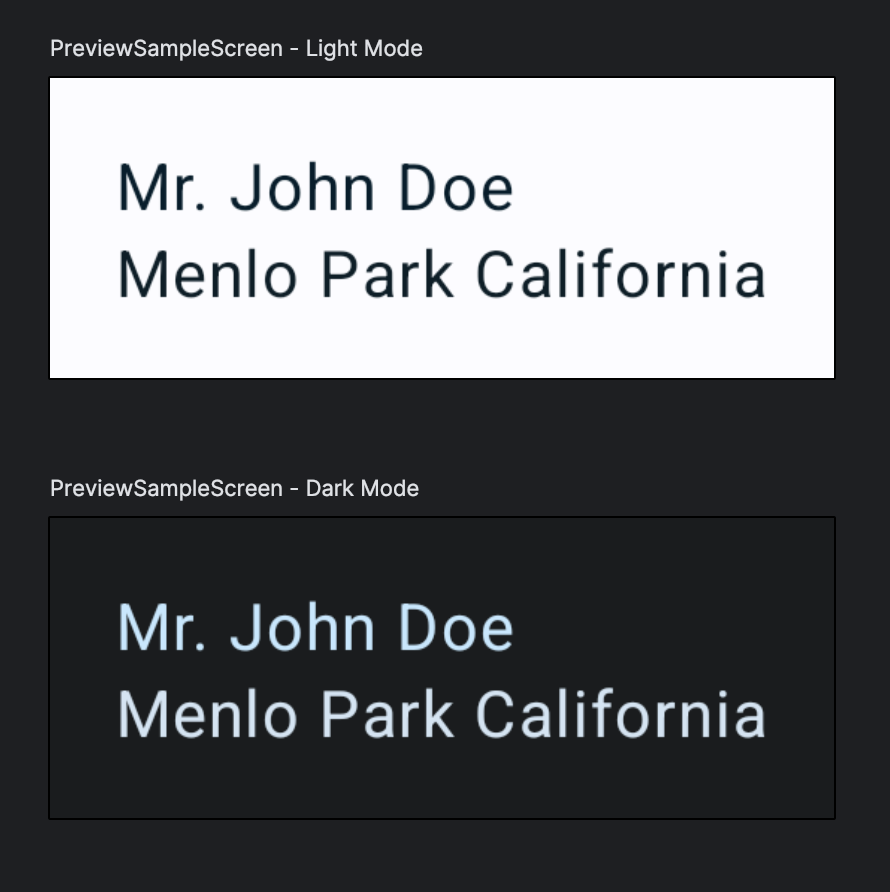 PreviewSampleScreen - Light Mode
Mr. John Doe
Menlo Park California
PreviewSampleScreen - Dark Mode
Mr. John Doe
Menlo Park California